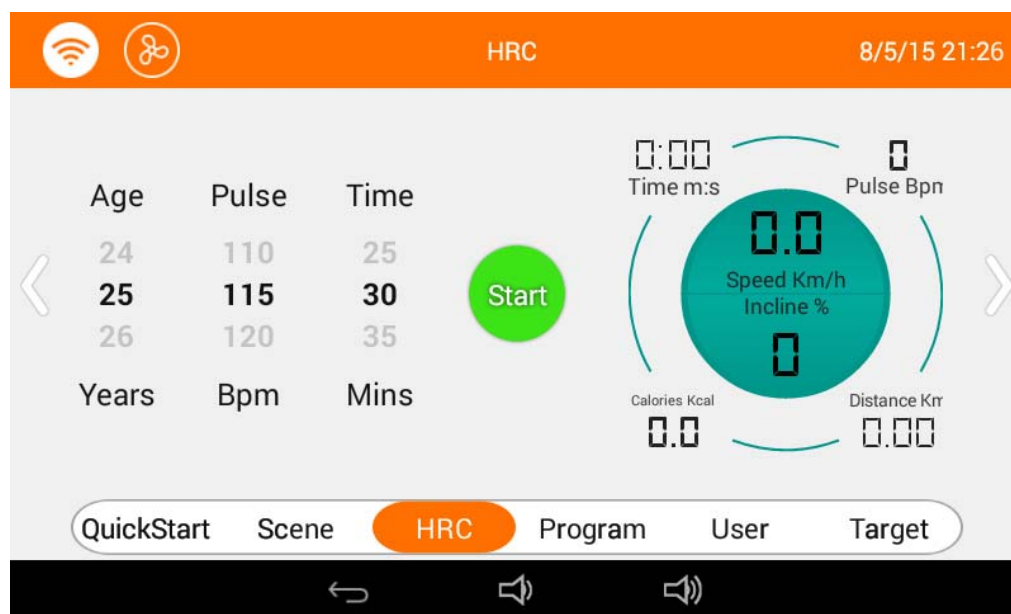 HRC
8/5/15 21:26
Age Pulse Time
24 110 25
25 115 30
26 120 35
Years Bpm Mins
Start
0:00
Time m:s
0
Pulse Bpm
0.0
Speed Km/h
Incline %
0
Calories Kcal
0.0
Distance Km
0.00
QuickStart Scene HRC Program User Target